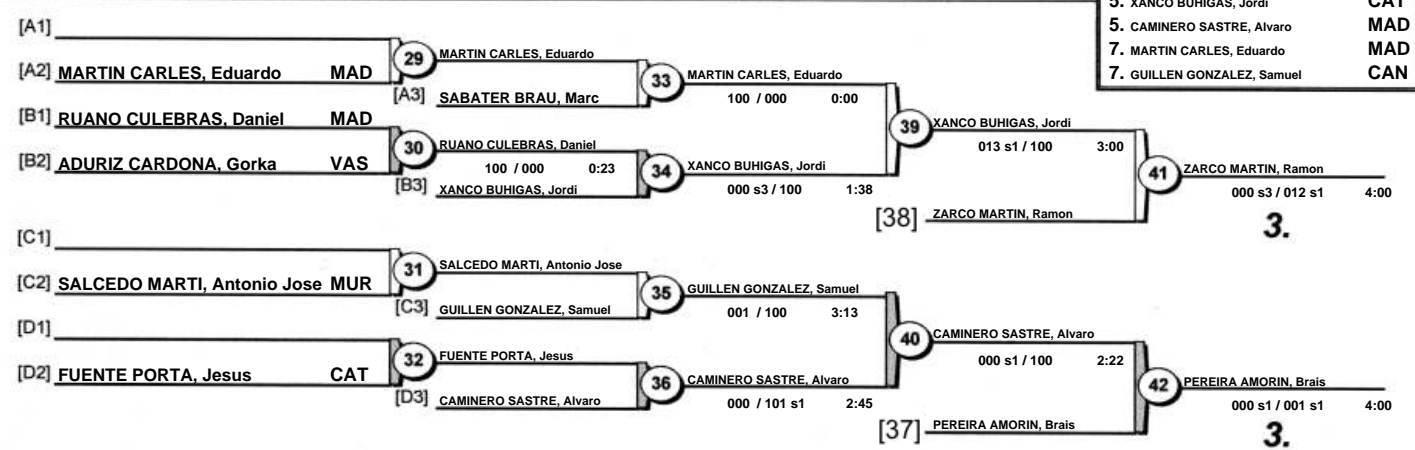 5. XANCO BUHIGAS, Jordi CAT
5. CAMINERO SASTRE, Alvaro MAD
7. MARTIN CARLES, Eduardo MAD
7. GUILLEN GONZALEZ, Samuel CAN
[A1]
[A2] MARTIN CARLES, Eduardo MAD
29
MARTIN CARLES, Eduardo
[A3] SABATER BRAU, Marc
33
MARTIN CARLES, Eduardo
100 / 000 0:00
[B1] RUANO CULEBRAS, Daniel MAD
[B2] ADURIZ CARDONA, Gorka VAS
30
RUANO CULEBRAS, Daniel
100 / 000 0:23
[B3] XANCO BUHIGAS, Jordi
34
XANCO BUHIGAS, Jordi
000 s3 / 100 1:38
39
XANCO BUHIGAS, Jordi
013 s1 / 100 3:00
[38] ZARCO MARTIN, Ramon
41
ZARCO MARTIN, Ramon
000 s3 / 012 s1 4:00
3.
[C1]
[C2] SALCEDO MARTI, Antonio Jose MUR
31
SALCEDO MARTI, Antonio Jose
[C3] GUILLEN GONZALEZ, Samuel
35
GUILLEN GONZALEZ, Samuel
001 / 100 3:13
[D1]
[D2] FUENTE PORTA, Jesus CAT
32
FUENTE PORTA, Jesus
[D3] CAMINERO SASTRE, Alvaro
36
CAMINERO SASTRE, Alvaro
000 / 101 s1 2:45
40
CAMINERO SASTRE, Alvaro
000 s1 / 100 2:22
[37] PEREIRA AMORIN, Brais
42
PEREIRA AMORIN, Brais
000 s1 / 001 s1 4:00
3.